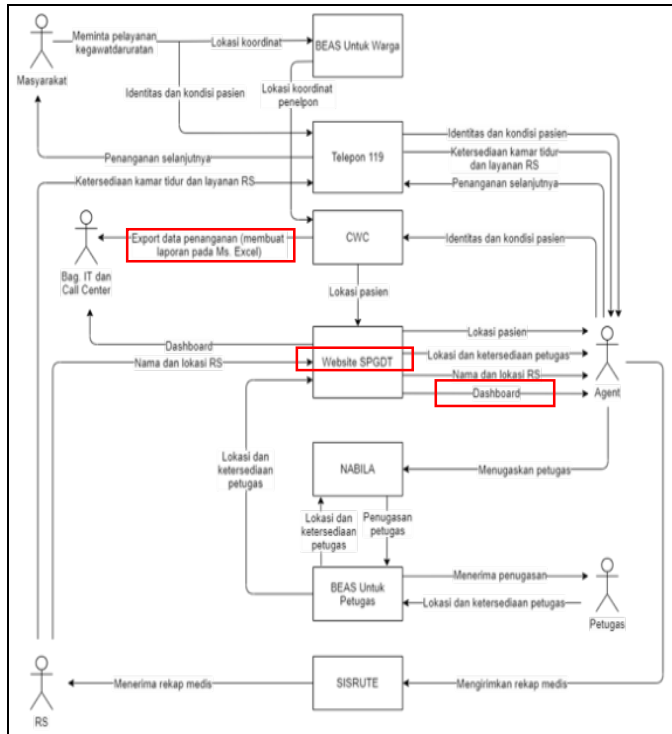 Meminta pelayanan
kegawatdaruratan
Lokasi koordinat
BEAS Untuk Warga
Masyarakat
Identitas dan kondisi pasien
Lokasi koordinat
penelpon
Telepon 119
Identitas dan kondisi pasien
Ketersediaan kamar tidur
dan layanan RS
Penanganan selanjutnya
Penanganan selanjutnya
Ketersediaan kamar tidur dan layanan RS
Export data penanganan (membuat
laporan pada Ms. Excel)
CWC
Identitas dan kondisi pasien
Bag. IT dan
Call Center
Lokasi pasien
Dashboard
Nama dan lokasi RS
Website SPGDT
Lokasi pasien
Lokasi dan ketersediaan petugas
Nama dan lokasi RS
Dashboard
Agent
Lokasi dan
ketersediaan
petugas
NABILA
Menugaskan petugas
Lokasi dan
ketersediaan
petugas
Penugasan
petugas
BEAS Untuk
Petugas
Menerima penugasan
Lokasi dan ketersediaan petugas
Petugas
Menerima rekap medis
SISRUTE
Mengirimkan rekap medis
RS